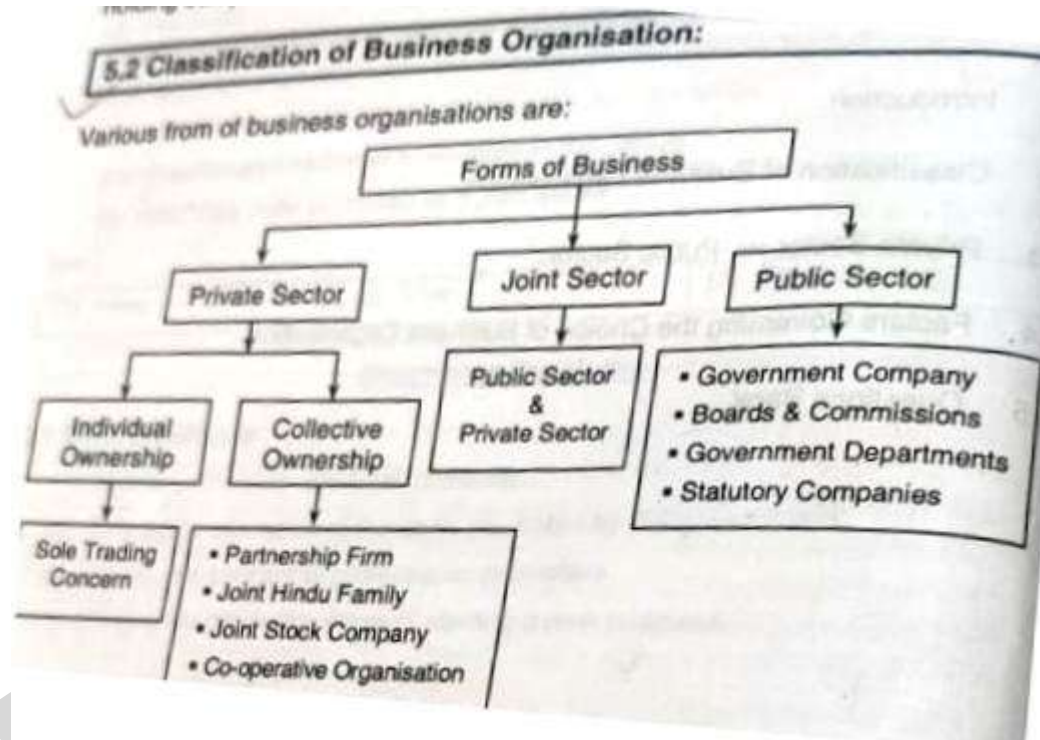 5.2 Classification of Business Organisation:
Various from of business organisations are:
Forms of Business
Private Sector
Joint Sector
Public Sector
Individual
Ownership
Collective
Ownership
Public Sector
&
Private Sector
• Government Company
• Boards & Commissions
• Government Departments
• Statutory Companies
Sole Trading
Concern
• Partnership Firm
• Joint Hindu Family
• Joint Stock Company
• Co-operative Organisation